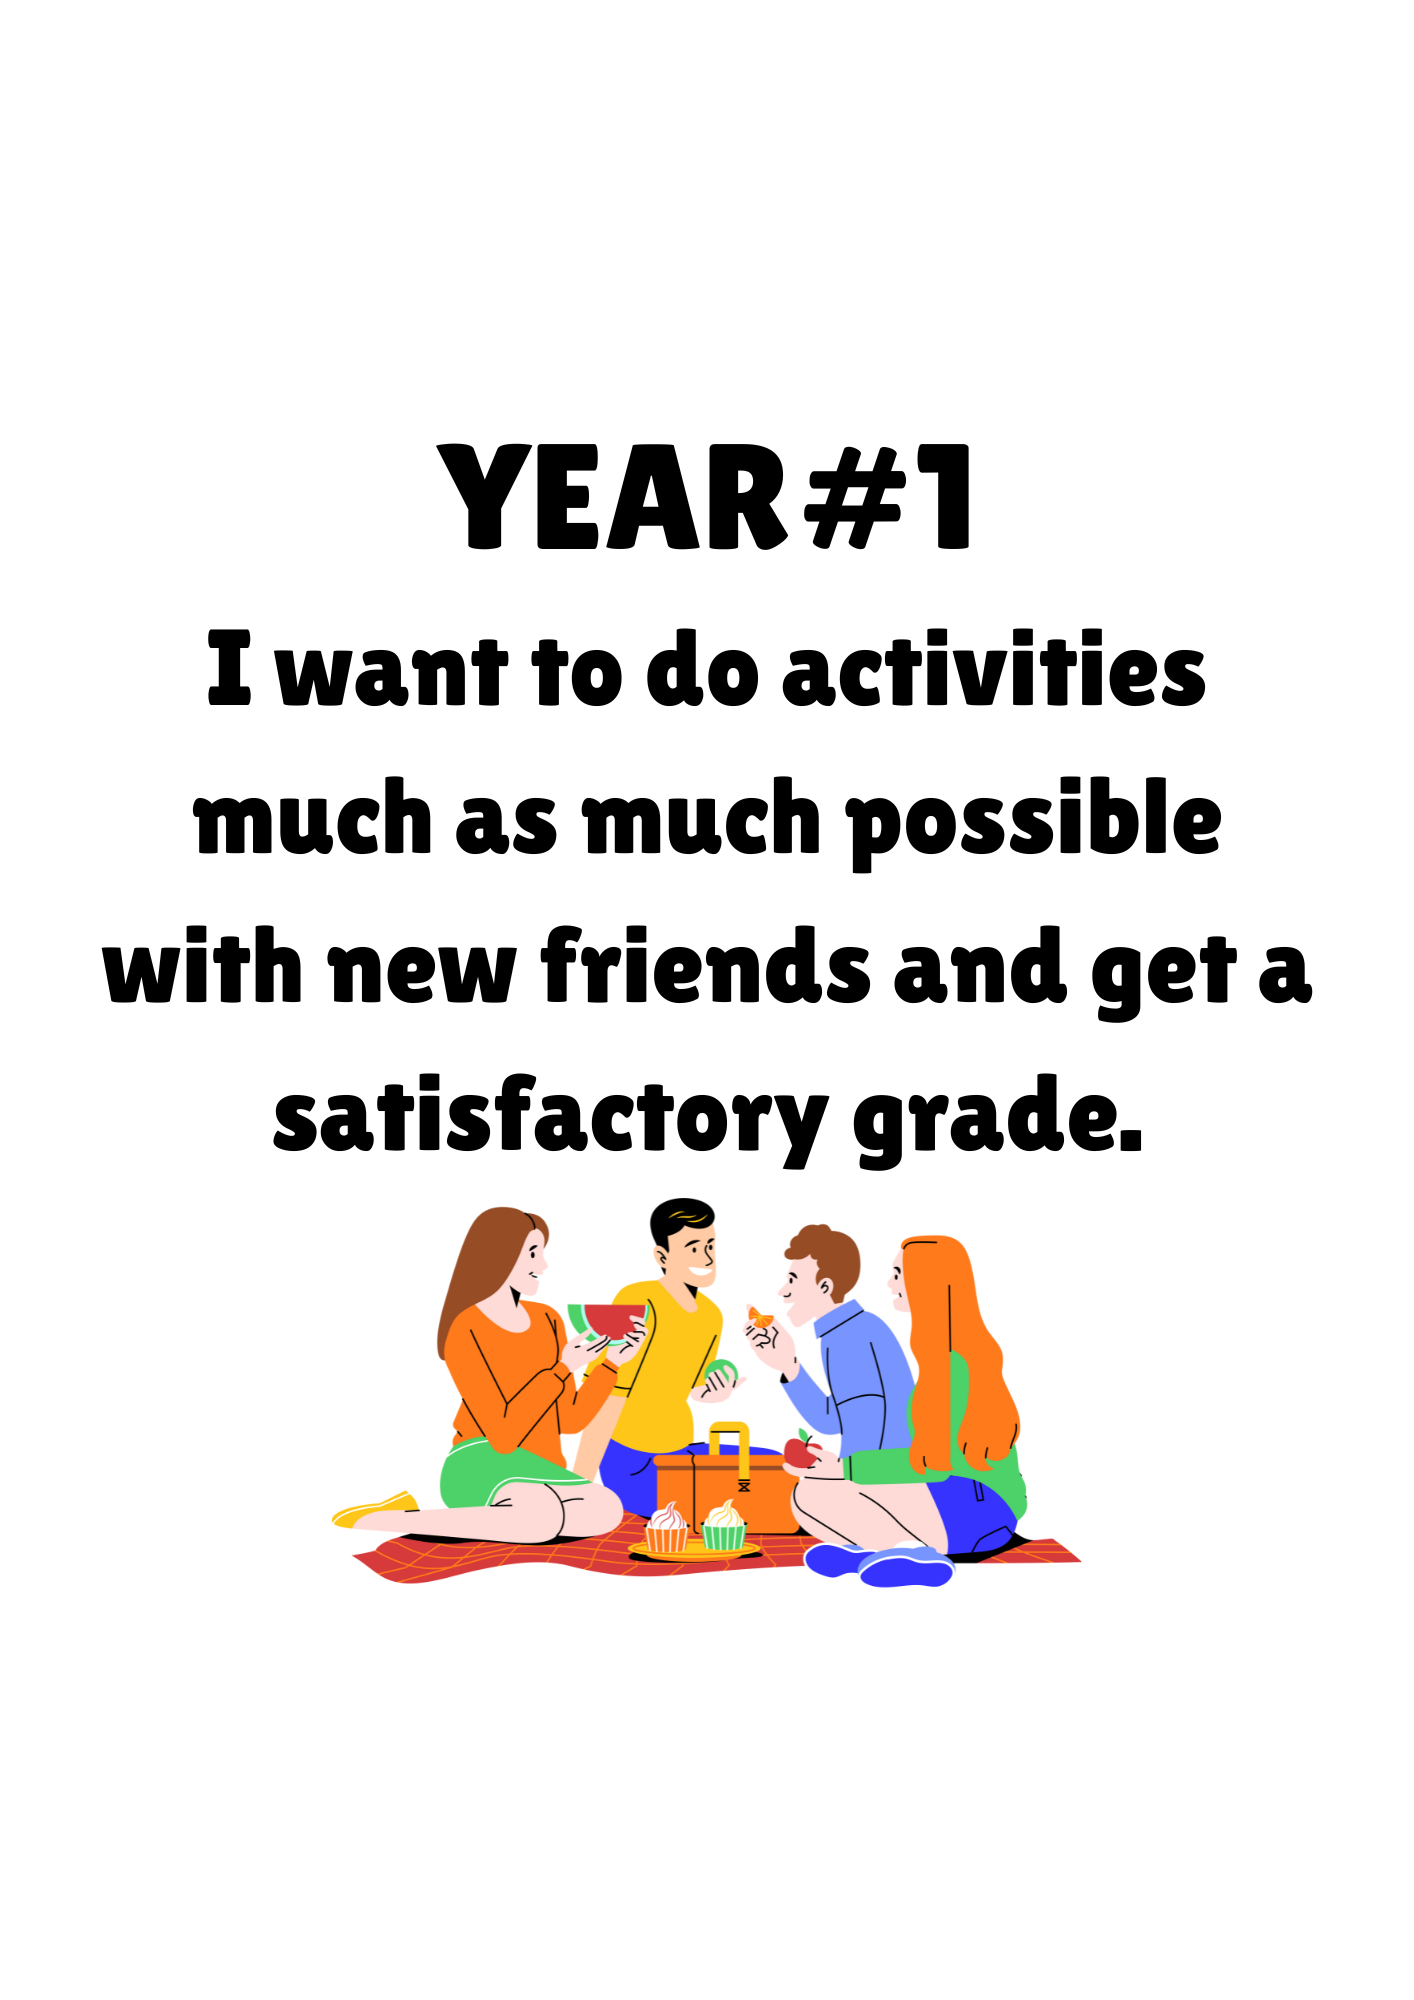 YEAR #1
I want to do activities
much as much possible
with new friends and get a
satisfactory grade.